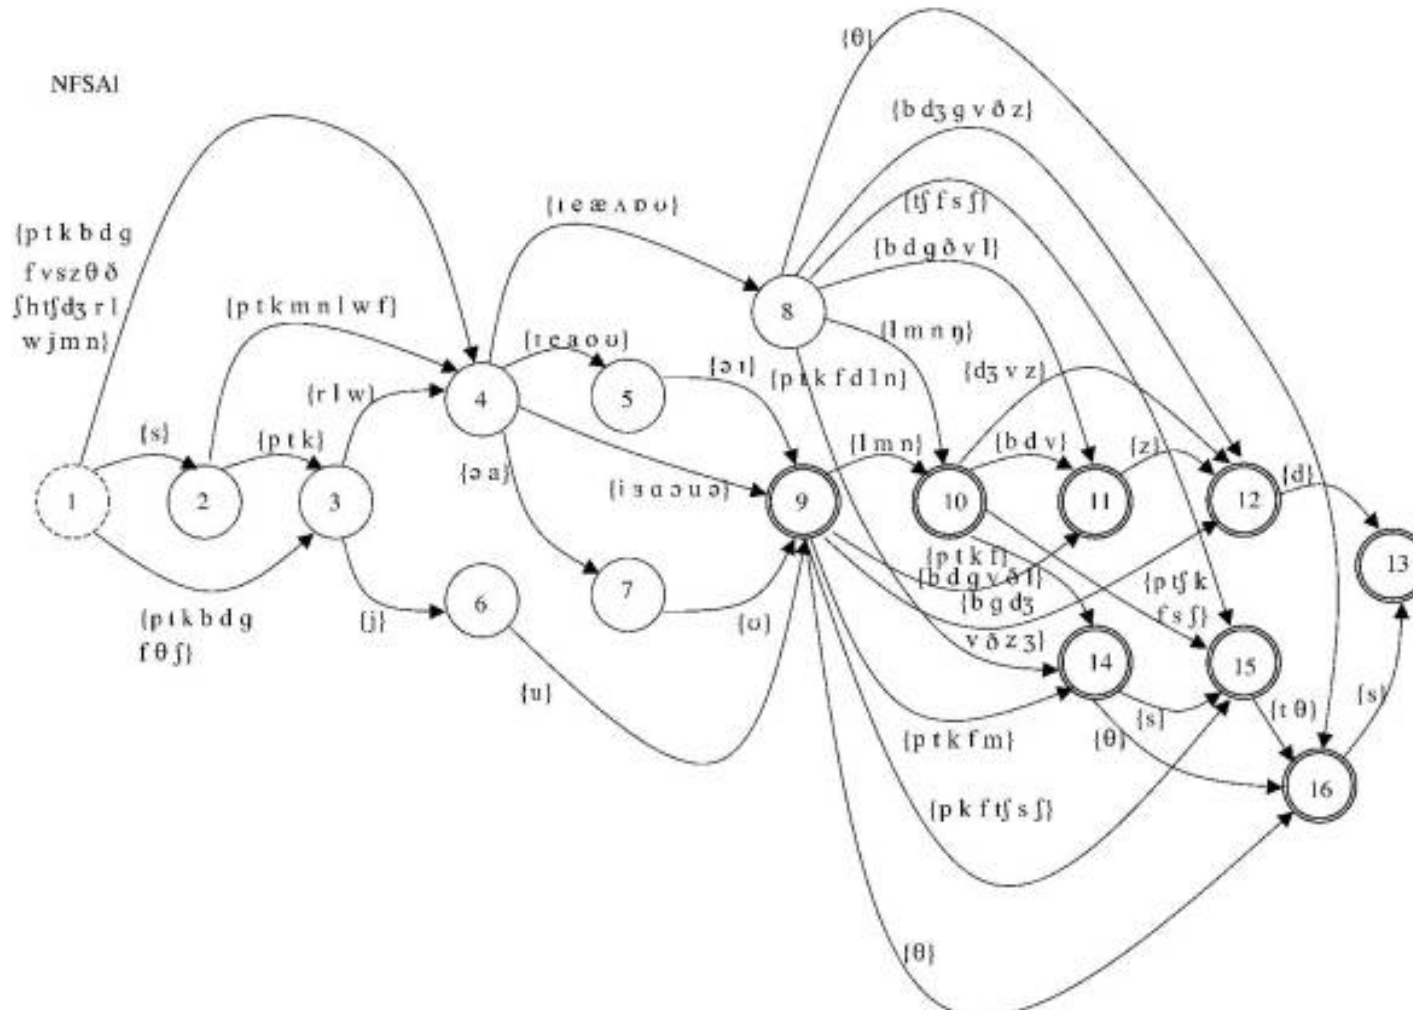 NFSA1
{θ}
{b dʒ g v ð z}
{tʃ f s ʃ}
{ɪ e æ ʌ ɒ ʊ}
{p t k b d g
f v s z θ ð
ʃ h tʃ dʒ r l
w j m n}
{b d g ð v l}
{p t k m n l w f}
8
{l m n ŋ}
{ɪ e a o ʊ}
{p t k f d l n}
{dʒ v z}
{ə ɪ}
{r l w}
4
5
{s}
{p t k}
{l m n}
{b d v}
{z}
{d}
{ə a}
{i ɜ ɑ ɔ u ə}
1
2
3
9
10
11
12
13
{p t k f}
{b d g v ð l}
{b g dʒ
v ð z ʒ}
{p tʃ k
f s ʃ}
6
7
{j}
{ʊ}
{p t k b d g
f θ ʃ}
14
15
{u}
{s}
{t θ}
{s}
{p t k f m}
{θ}
16
{p k f tʃ s ʃ}
{θ}